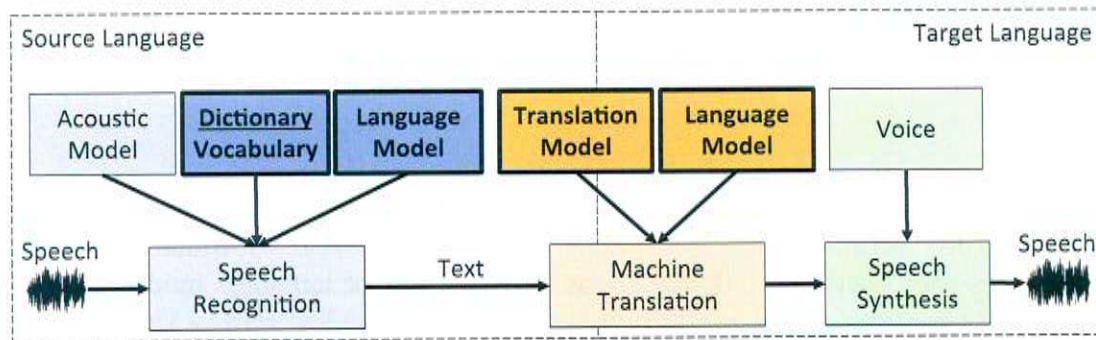 Source Language
Target Language
Acoustic
Model
Dictionary
Vocabulary
Language
Model
Translation
Model
Language
Model
Voice
Speech
Speech
Recognition
Text
Machine
Translation
Speech
Synthesis
Speech